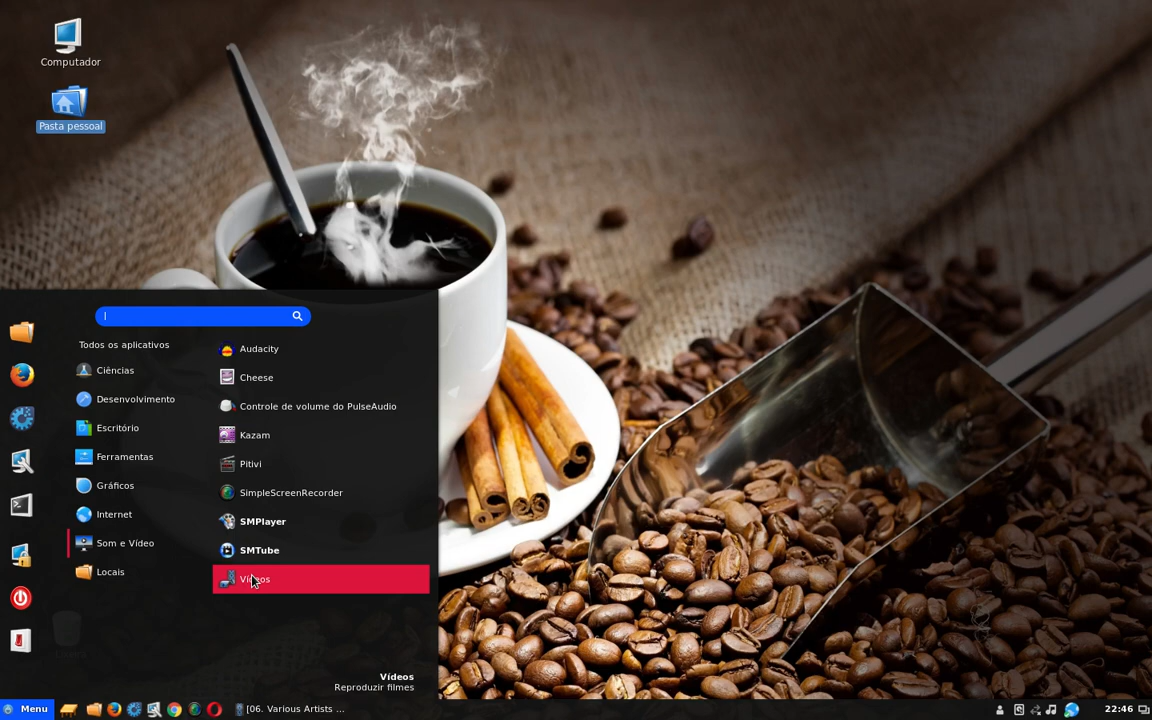 Computador
Pasta pessoal
Todos os aplicativos
Ciências
Desenvolvimento
Escritório
Ferramentas
Gráficos
Internet
Som e Vídeo
Locais
Audacity
Cheese
Controle de volume do PulseAudio
Kazam
Pitivi
SimpleScreenRecorder
SMPlayer
SMTube
Vídeos
Vídeos
Reproduzir filmes
Menu
[06. Various Artists ...
22:46